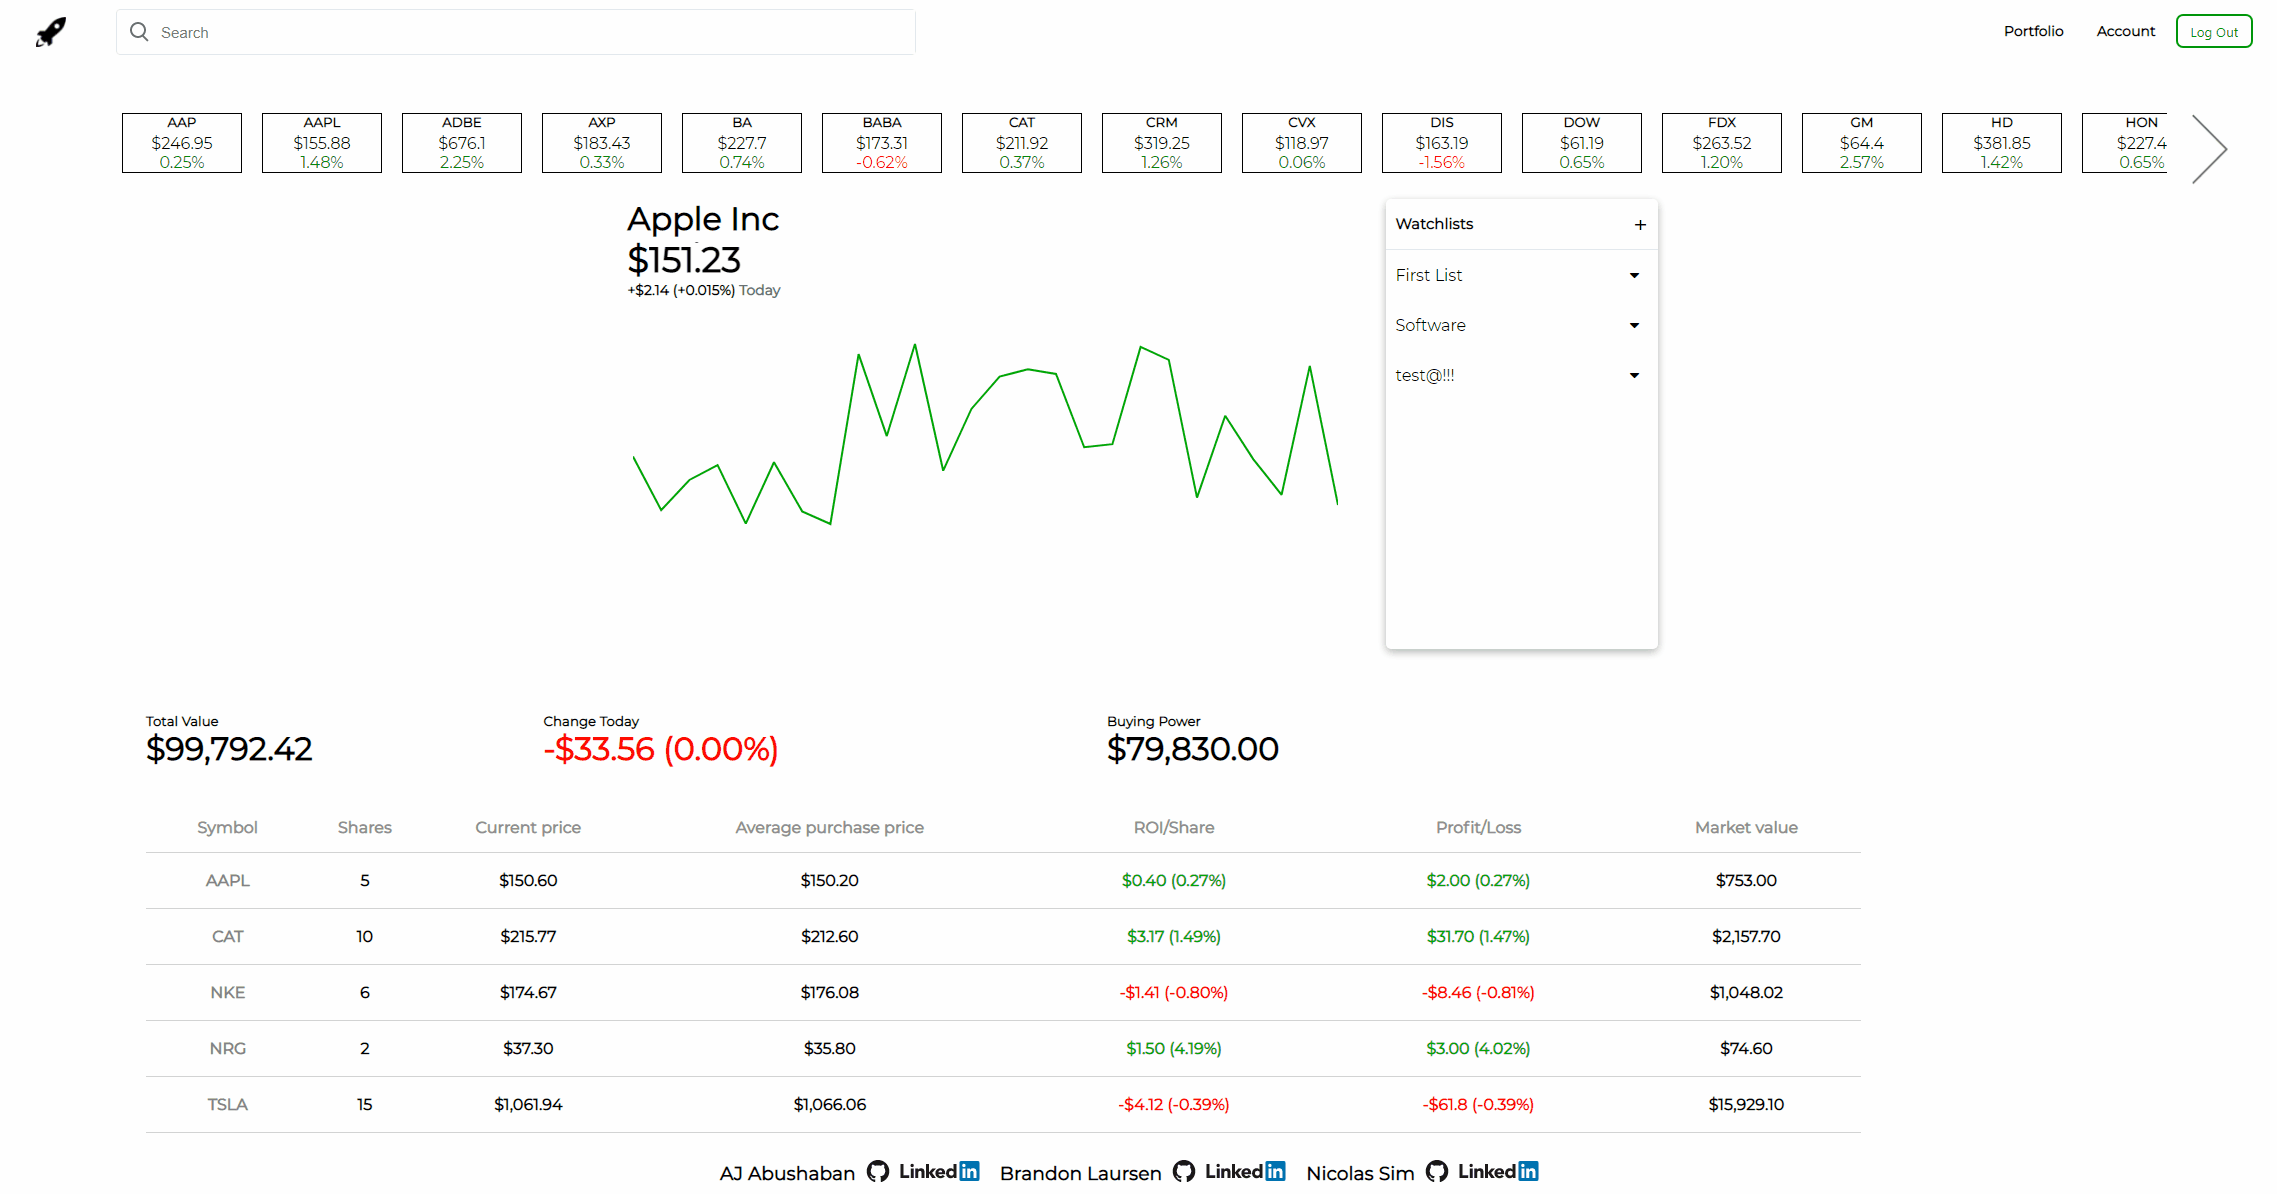 Search
Portfolio Account Log Out
AAP AAPL ADBE AXP BA BABA CAT CRM CVX DIS DOW FDX GM HD HON
$246.95 $155.88 $676.1 $183.43 $227.7 $173.31 $211.92 $319.25 $118.97 $163.19 $61.19 $263.52 $64.4 $381.85 $227.4
0.25% 1.48% 2.25% 0.33% 0.74% -0.62% 0.37% 1.26% 0.06% -1.56% 0.65% 1.20% 2.57% 1.42% 0.65%
Apple Inc
$151.23
+$2.14 (+0.015%) Today
Watchlists +
First List
Software
test@!!!
Total Value
$99,792.42
Change Today
-$33.56 (0.00%)
Buying Power
$79,830.00
Symbol Shares Current price Average purchase price ROI/Share Profit/Loss Market value
AAPL 5 $150.60 $150.20 $0.40 (0.27%) $2.00 (0.27%) $753.00
CAT 10 $215.77 $212.60 $3.17 (1.49%) $31.70 (1.47%) $2,157.70
NKE 6 $174.67 $176.08 -$1.41 (-0.80%) -$8.46 (-0.81%) $1,048.02
NRG 2 $37.30 $35.80 $1.50 (4.19%) $3.00 (4.02%) $74.60
TSLA 15 $1,061.94 $1,066.06 -$4.12 (-0.39%) -$61.8 (-0.39%) $15,929.10
AJ Abushaban LinkedIn Brandon Laursen LinkedIn Nicolas Sim LinkedIn